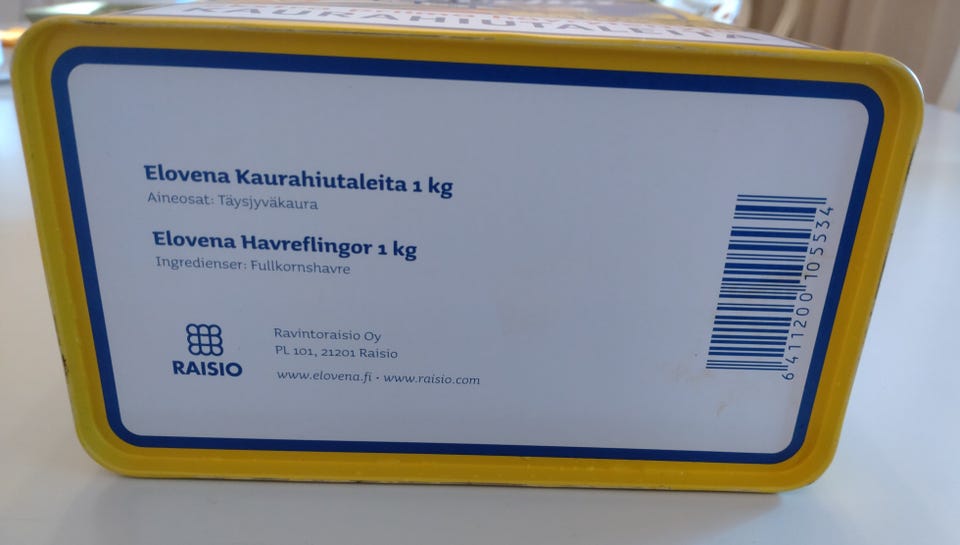 KAURAHIUTALEITA
Elovena Kaurahiutaleita 1 kg
Aineosat: Täysjyväkaura
Elovena Havreflingor 1 kg
Ingredienser: Fullkornshavre
RAISIO
Ravintoraisio Oy
PL 101, 21201 Raisio
www.elovena.fi · www.raisio.com
6 411200 105534